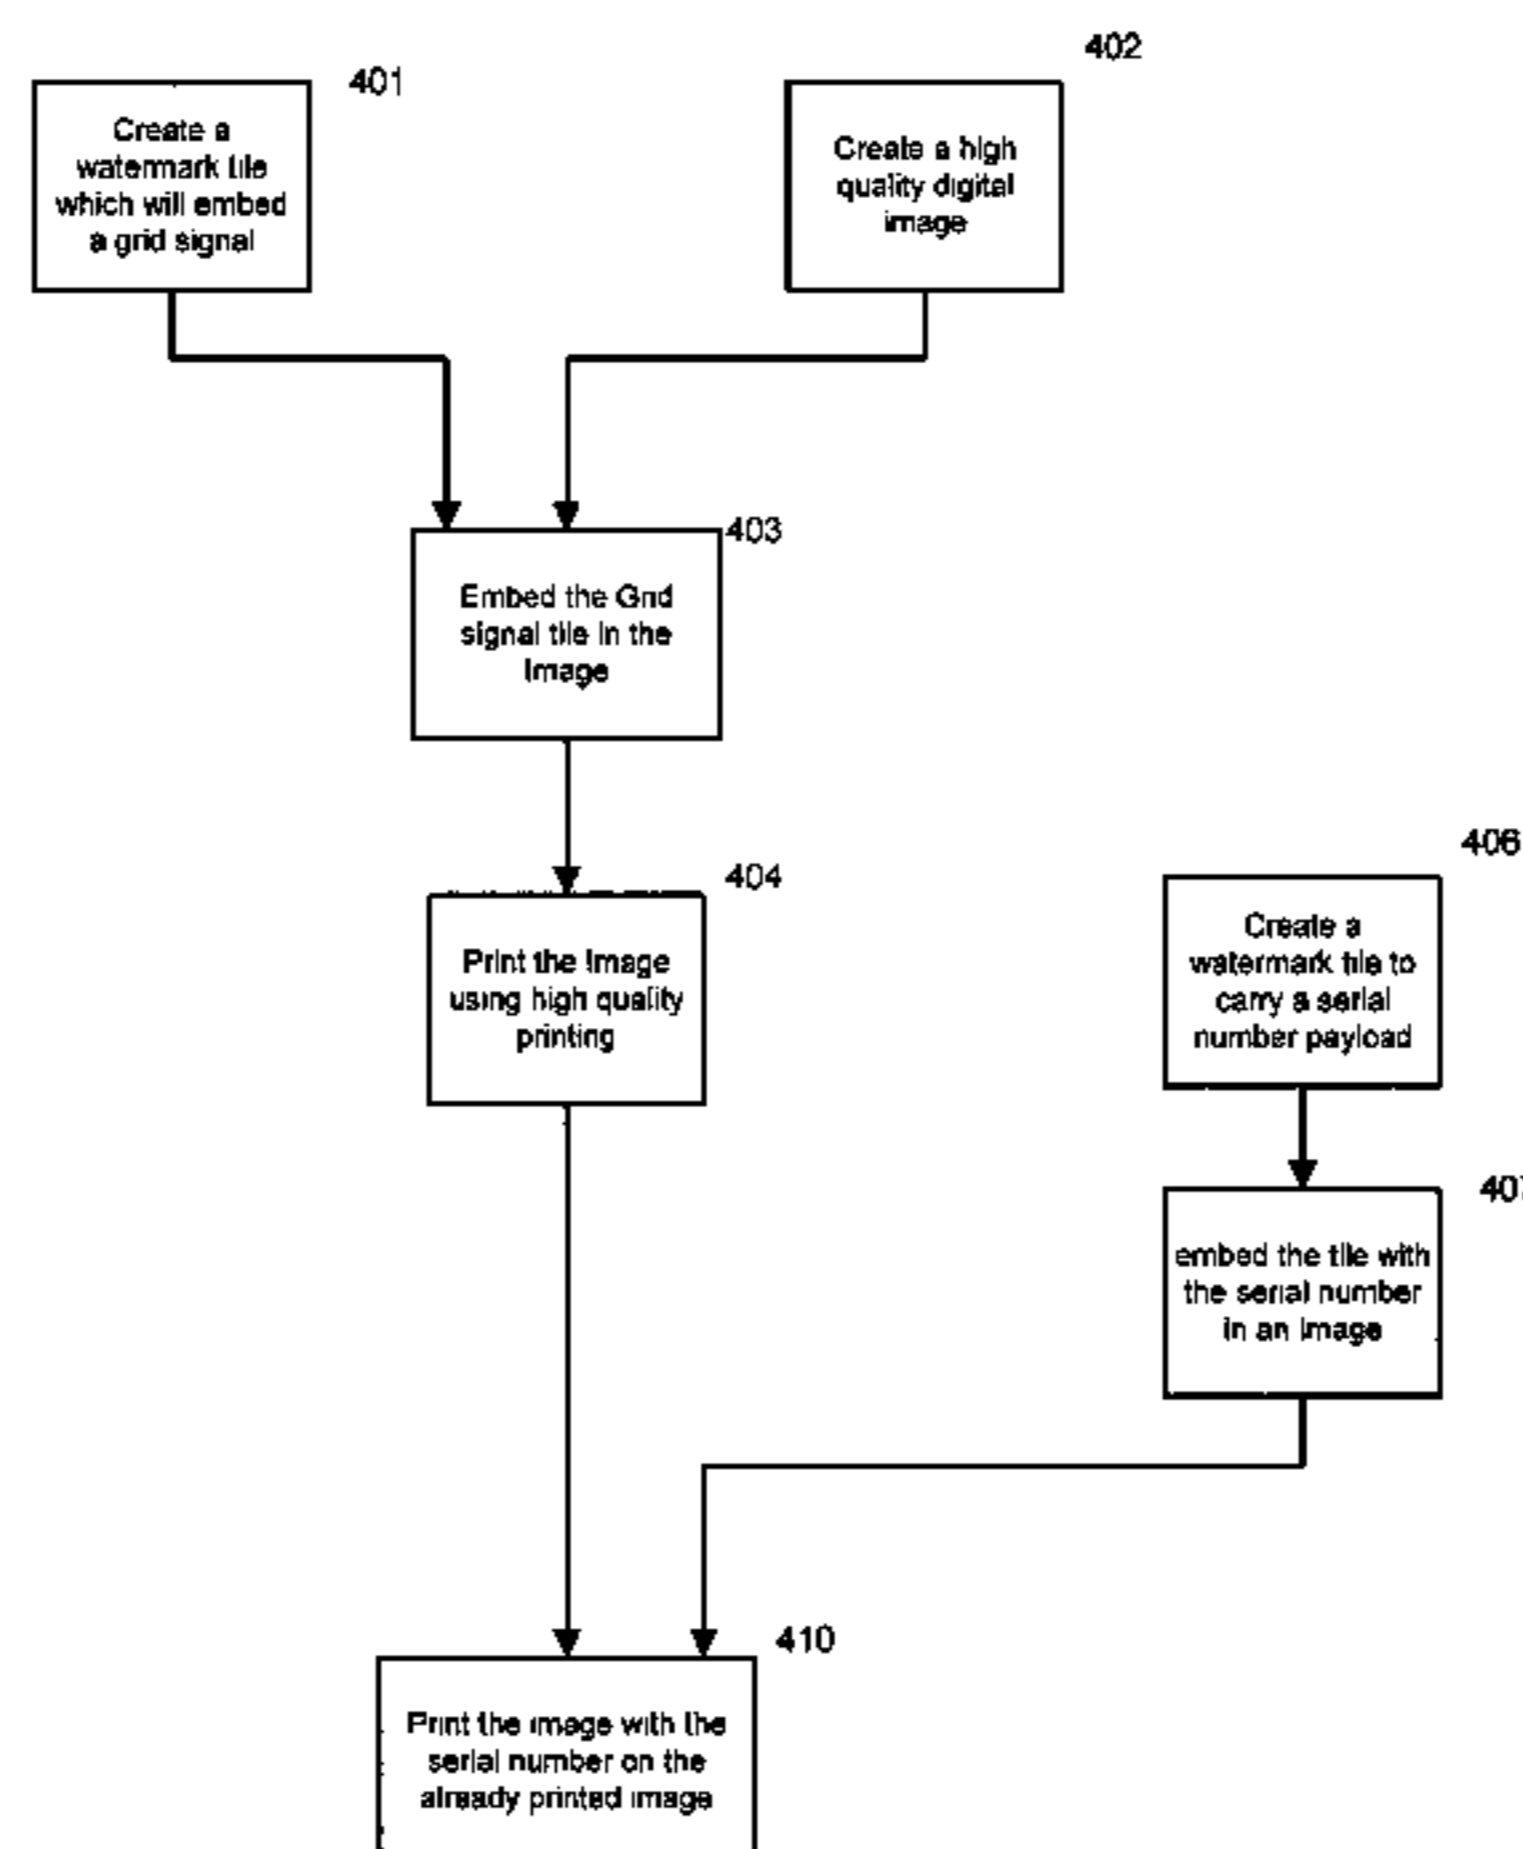 401
Create a
watermark tile
which will embed
a grid signal
402
Create a high
quality digital
image
403
Embed the Grid
signal tile in the
Image
404
Print the Image
using high quality
printing
406
Create a
watermark tile to
carry a serial
number payload
407
embed the tile with
the serial number
in an Image
410
Print the image with the
serial number on the
already printed image